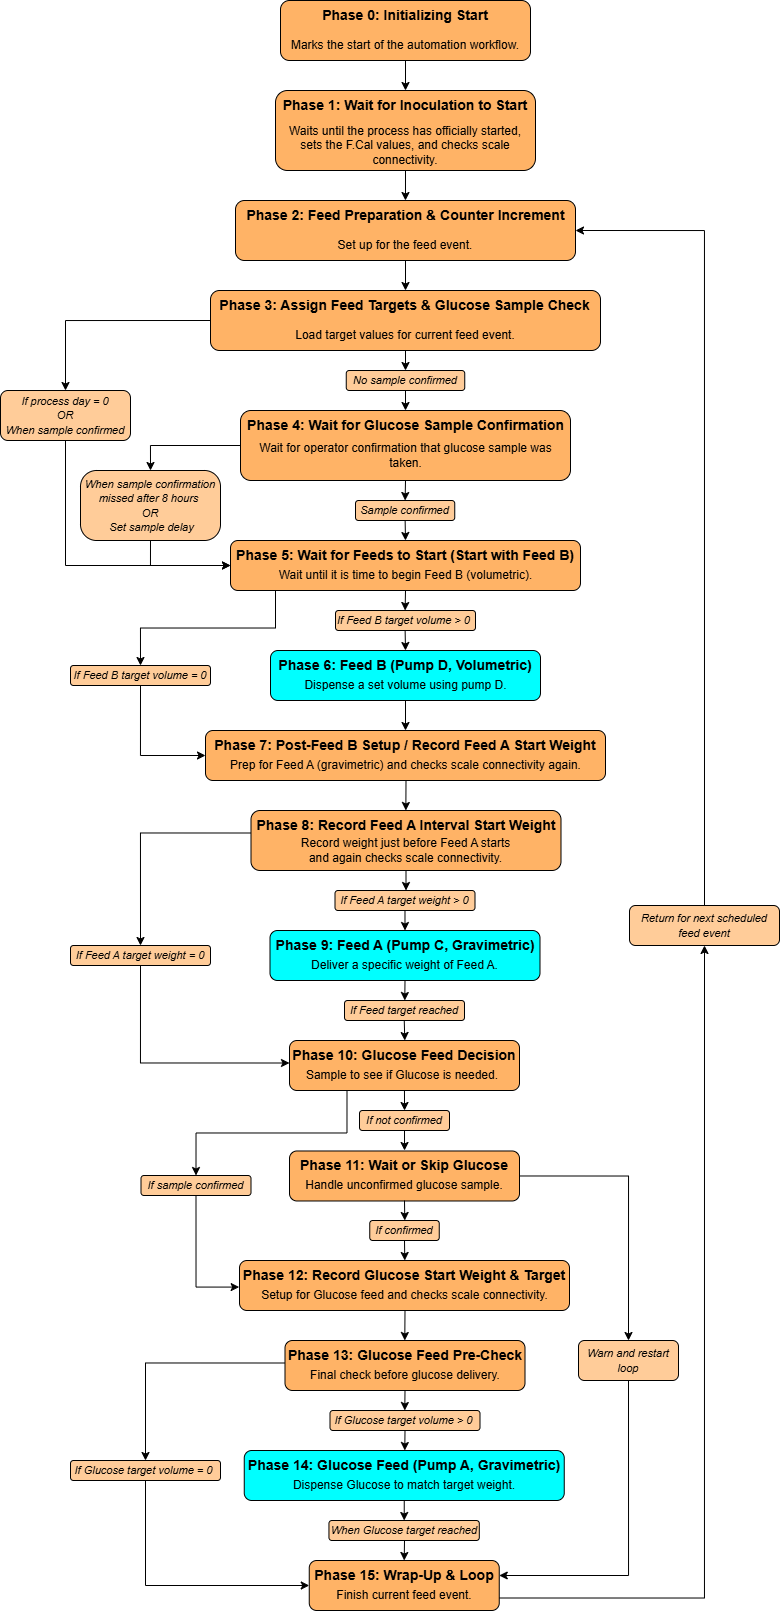 Phase 0: Initializing Start
Marks the start of the automation workflow.
Phase 1: Wait for Inoculation to Start
Waits until the process has officially started,
sets the F.Cal values, and checks scale
connectivity.
Phase 2: Feed Preparation & Counter Increment
Set up for the feed event.
Phase 3: Assign Feed Targets & Glucose Sample Check
Load target values for current feed event.
No sample confirmed
If process day = 0
OR
When sample confirmed
Phase 4: Wait for Glucose Sample Confirmation
Wait for operator confirmation that glucose sample was
taken.
When sample confirmation
missed after 8 hours
OR
Set sample delay
Sample confirmed
Phase 5: Wait for Feeds to Start (Start with Feed B)
Wait until it is time to begin Feed B (volumetric).
If Feed B target volume > 0
If Feed B target volume = 0
Phase 6: Feed B (Pump D, Volumetric)
Dispense a set volume using pump D.
Phase 7: Post-Feed B Setup / Record Feed A Start Weight
Prep for Feed A (gravimetric) and checks scale connectivity again.
Phase 8: Record Feed A Interval Start Weight
Record weight just before Feed A starts
and again checks scale connectivity.
If Feed A target weight > 0
Return for next scheduled
feed event
If Feed A target weight = 0
Phase 9: Feed A (Pump C, Gravimetric)
Deliver a specific weight of Feed A.
If Feed target reached
Phase 10: Glucose Feed Decision
Sample to see if Glucose is needed.
If not confirmed
If sample confirmed
Phase 11: Wait or Skip Glucose
Handle unconfirmed glucose sample.
If confirmed
Phase 12: Record Glucose Start Weight & Target
Setup for Glucose feed and checks scale connectivity.
Phase 13: Glucose Feed Pre-Check
Final check before glucose delivery.
Warn and restart
loop
If Glucose target volume > 0
If Glucose target volume = 0
Phase 14: Glucose Feed (Pump A, Gravimetric)
Dispense Glucose to match target weight.
When Glucose target reached
Phase 15: Wrap-Up & Loop
Finish current feed event.